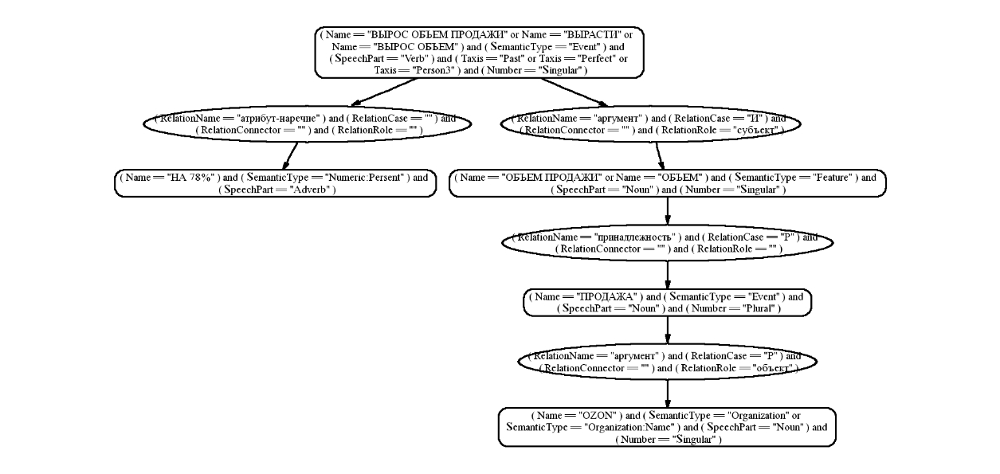 ( Name == "ВЫРОС ОБЪЕМ ПРОДАЖИ" or Name == "ВЫРАСТИ" or
Name == "ВЫРОС ОБЪЕМ" ) and ( SemanticType == "Event" ) and
( SpeechPart == "Verb" ) and ( Taxis == "Past" or Taxis == "Perfect" or
Taxis == "Person3" ) and ( Number == "Singular" )
( RelationName == "атрибут-наречие" ) and ( RelationCase == "" ) and
( RelationConnector == "" ) and ( RelationRole == "" )
( RelationName == "аргумент" ) and ( RelationCase == "И" ) and
( RelationConnector == "" ) and ( RelationRole == "субъект" )
( Name == "НА 78%" ) and ( SemanticType == "Numeric:Persent" ) and
( SpeechPart == "Adverb" )
( Name == "ОБЪЕМ ПРОДАЖИ" or Name == "ОБЪЕМ" ) and ( SemanticType == "Feature" ) and
( SpeechPart == "Noun" ) and ( Number == "Singular" )
( RelationName == "принадлежность" ) and ( RelationCase == "Р" ) and
( RelationConnector == "" ) and ( RelationRole == "" )
( Name == "ПРОДАЖА" ) and ( SemanticType == "Event" ) and
( SpeechPart == "Noun" ) and ( Number == "Plural" )
( RelationName == "аргумент" ) and ( RelationCase == "Р" ) and
( RelationConnector == "" ) and ( RelationRole == "объект" )
( Name == "OZON" ) and ( SemanticType == "Organization" or
SemanticType == "Organization:Name" ) and ( SpeechPart == "Noun" ) and
( Number == "Singular" )